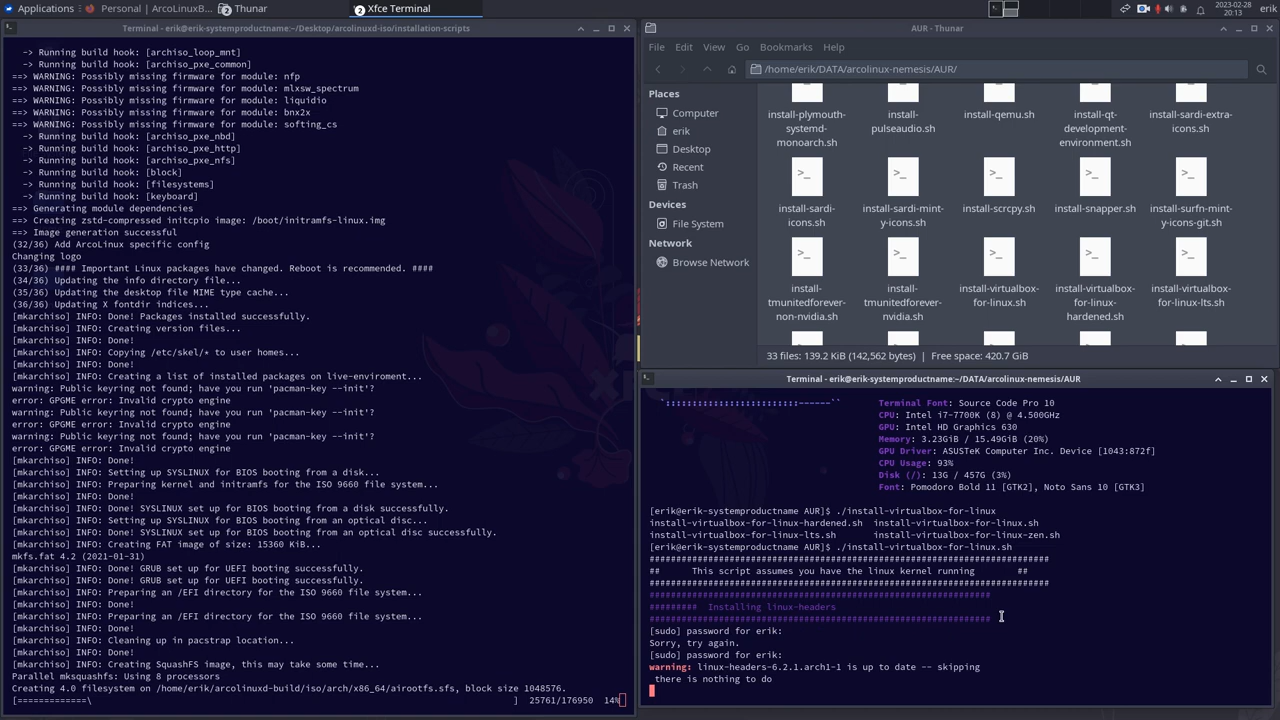 Applications
Personal | ArcoLinuxB...
2 Thunar
2 Xfce Terminal
2023-02-28
20:13
erik
Terminal - erik@erik-systemproductname:~/Desktop/arcolinuxd-iso/installation-scripts
-> Running build hook: [archiso_loop_mnt]
-> Running build hook: [archiso_pxe_common]
==> WARNING: Possibly missing firmware for module: nfp
==> WARNING: Possibly missing firmware for module: mlxsw_spectrum
==> WARNING: Possibly missing firmware for module: liquidio
==> WARNING: Possibly missing firmware for module: bnx2x
==> WARNING: Possibly missing firmware for module: softing_cs
-> Running build hook: [archiso_pxe_nbd]
-> Running build hook: [archiso_pxe_http]
-> Running build hook: [archiso_pxe_nfs]
-> Running build hook: [block]
-> Running build hook: [filesystems]
-> Running build hook: [keyboard]
==> Generating module dependencies
==> Creating zstd-compressed initcpio image: /boot/initramfs-linux.img
==> Image generation successful
(32/36) Add ArcoLinux specific config
Changing logo
(33/36) #### Important Linux packages have changed. Reboot is recommended. ####
(34/36) Updating the info directory file...
(35/36) Updating the desktop file MIME type cache...
(36/36) Updating X fontdir indices...
[mkarchiso] INFO: Done! Packages installed successfully.
[mkarchiso] INFO: Creating version files...
[mkarchiso] INFO: Done!
[mkarchiso] INFO: Copying /etc/skel/* to user homes...
[mkarchiso] INFO: Done!
[mkarchiso] INFO: Creating a list of installed packages on live-enviroment...
warning: Public keyring not found; have you run 'pacman-key --init'?
error: GPGME error: Invalid crypto engine
warning: Public keyring not found; have you run 'pacman-key --init'?
error: GPGME error: Invalid crypto engine
warning: Public keyring not found; have you run 'pacman-key --init'?
error: GPGME error: Invalid crypto engine
[mkarchiso] INFO: Done!
[mkarchiso] INFO: Setting up SYSLINUX for BIOS booting from a disk...
[mkarchiso] INFO: Preparing kernel and initramfs for the ISO 9660 file system...
[mkarchiso] INFO: Done!
[mkarchiso] INFO: Done! SYSLINUX set up for BIOS booting from a disk successfully.
[mkarchiso] INFO: Setting up SYSLINUX for BIOS booting from an optical disc...
[mkarchiso] INFO: Done! SYSLINUX set up for BIOS booting from an optical disc successfully.
[mkarchiso] INFO: Creating FAT image of size: 15360 KiB...
mkfs.fat 4.2 (2021-01-31)
[mkarchiso] INFO: Done! GRUB set up for UEFI booting successfully.
[mkarchiso] INFO: Done! GRUB set up for UEFI booting successfully.
[mkarchiso] INFO: Preparing an /EFI directory for the ISO 9660 file system...
[mkarchiso] INFO: Done!
[mkarchiso] INFO: Preparing an /EFI directory for the ISO 9660 file system...
[mkarchiso] INFO: Done!
[mkarchiso] INFO: Cleaning up in pacstrap location...
[mkarchiso] INFO: Done!
[mkarchiso] INFO: Creating SquashFS image, this may take some time...
Parallel mksquashfs: Using 8 processors
Creating 4.0 filesystem on /home/erik/arcolinuxd-build/iso/arch/x86_64/airootfs.sfs, block size 1048576.
[=============\ ] 25761/176950 14%
AUR - Thunar
File Edit View Go Bookmarks Help
/home/erik/DATA/arcolinux-nemesis/AUR/
Places
Computer
erik
Desktop
Recent
Trash
Devices
File System
Network
Browse Network
install-plymouth-systemd-monoarch.sh
install-pulseaudio.sh
install-qemu.sh
install-qt-development-environment.sh
install-sardi-extra-icons.sh
install-sardi-icons.sh
install-sardi-mint-y-icons.sh
install-scrcpy.sh
install-snapper.sh
install-surfn-mint-y-icons-git.sh
install-tmunitedforever-non-nvidia.sh
install-tmunitedforever-nvidia.sh
install-virtualbox-for-linux.sh
install-virtualbox-for-linux-hardened.sh
install-virtualbox-for-linux-lts.sh
33 files: 139.2 KiB (142,562 bytes) | Free space: 420.7 GiB
Terminal - erik@erik-systemproductname:~/DATA/arcolinux-nemesis/AUR
`:::::::::::::::::::::::::------`` Terminal Font: Source Code Pro 10
CPU: Intel i7-7700K (8) @ 4.500GHz
GPU: Intel HD Graphics 630
Memory: 3.23GiB / 15.49GiB (20%)
GPU Driver: ASUSTeK Computer Inc. Device [1043:872f]
CPU Usage: 93%
Disk (/): 13G / 457G (3%)
Font: Pomodoro Bold 11 [GTK2], Noto Sans 10 [GTK3]
[erik@erik-systemproductname AUR]$ ./install-virtualbox-for-linux
install-virtualbox-for-linux-hardened.sh install-virtualbox-for-linux.sh
install-virtualbox-for-linux-lts.sh install-virtualbox-for-linux-zen.sh
[erik@erik-systemproductname AUR]$ ./install-virtualbox-for-linux.sh
######################################################################
## This script assumes you have the linux kernel running ##
######################################################################
############################################################
######### Installing linux-headers
############################################################
[sudo] password for erik:
Sorry, try again.
[sudo] password for erik:
warning: linux-headers-6.2.1.arch1-1 is up to date -- skipping
there is nothing to do